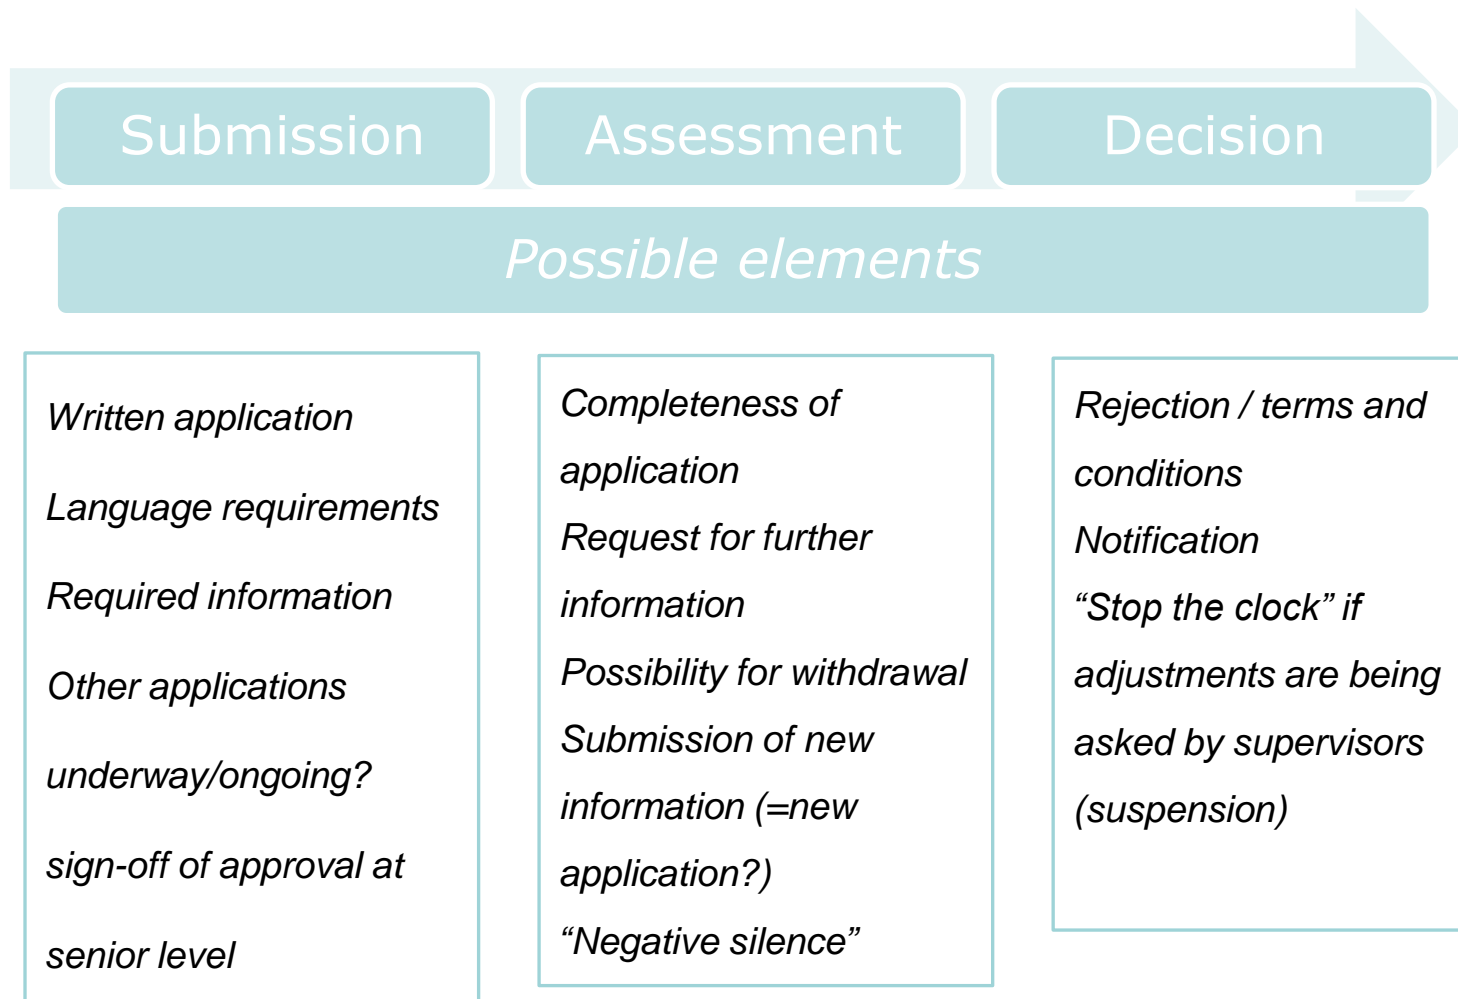 Submission
Assessment
Decision
Possible elements
Written application
Language requirements
Required information
Other applications
underway/ongoing?
sign-off of approval at
senior level
Completeness of
application
Request for further
information
Possibility for withdrawal
Submission of new
information (=new
application?)
“Negative silence”
Rejection / terms and
conditions
Notification
“Stop the clock” if
adjustments are being
asked by supervisors
(suspension)